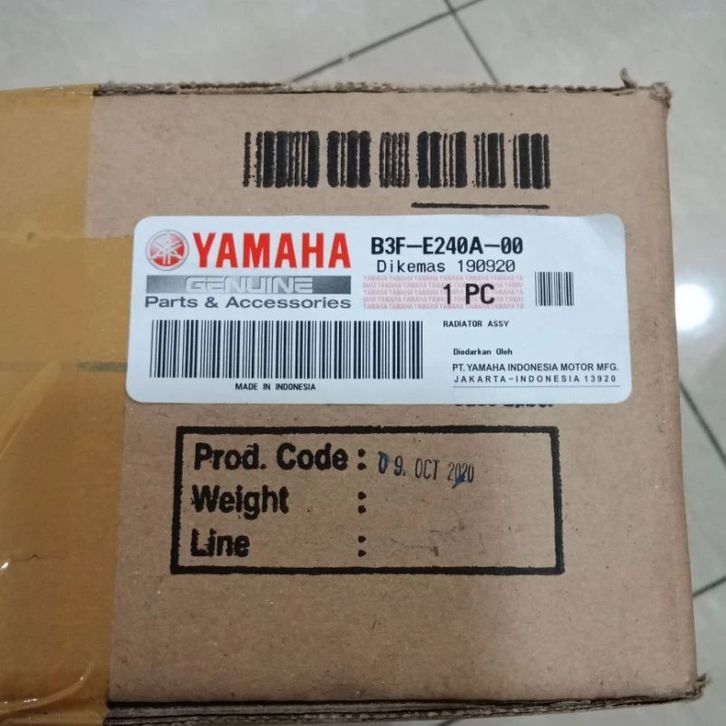 YAMAHA
GENUINE
Parts & Accessories
B3F-E240A-00
Dikemas 190920
1 PC
RADIATOR ASSY
Diedarkan Oleh
PT. YAMAHA INDONESIA MOTOR MFG.
JAKARTA-INDONESIA 13920
MADE IN INDONESIA
Prod. Code : 09. OCT 2020
Weight :
Line :